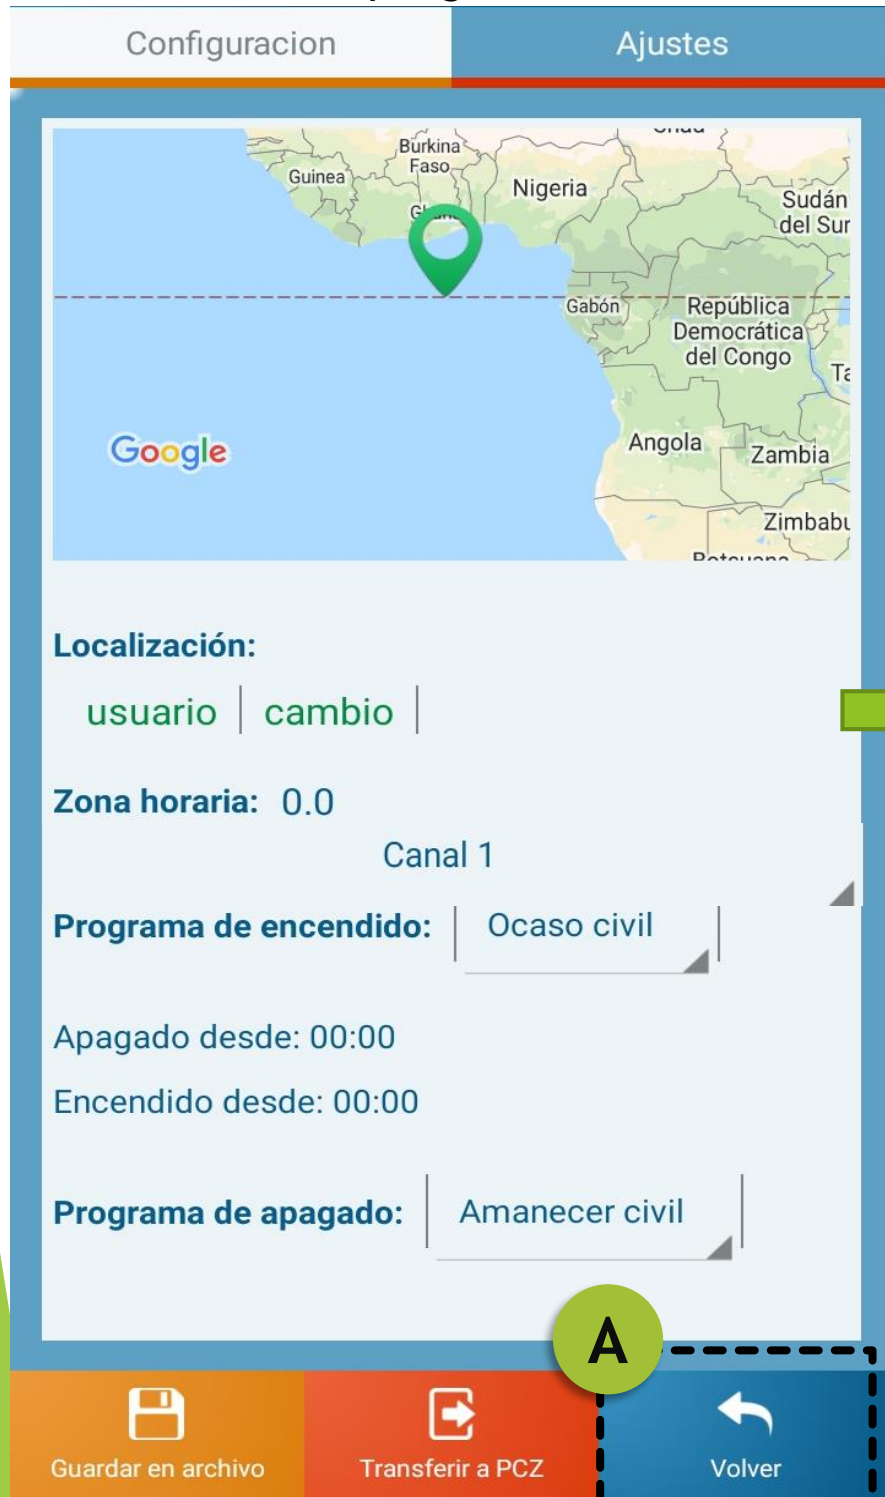 Configuracion
Ajustes
Burkina
Faso
Guinea
Nigeria
Sudán
del Sur
Gabón
República
Democrática
del Congo
Angola
Zambia
Google
Localización:
usuario cambio
Zona horaria: 0.0
Canal 1
Programa de encendido: Ocaso civil
Apagado desde: 00:00
Encendido desde: 00:00
Programa de apagado: Amanecer civil
A
Guardar en archivo
Transferir a PCZ
Volver